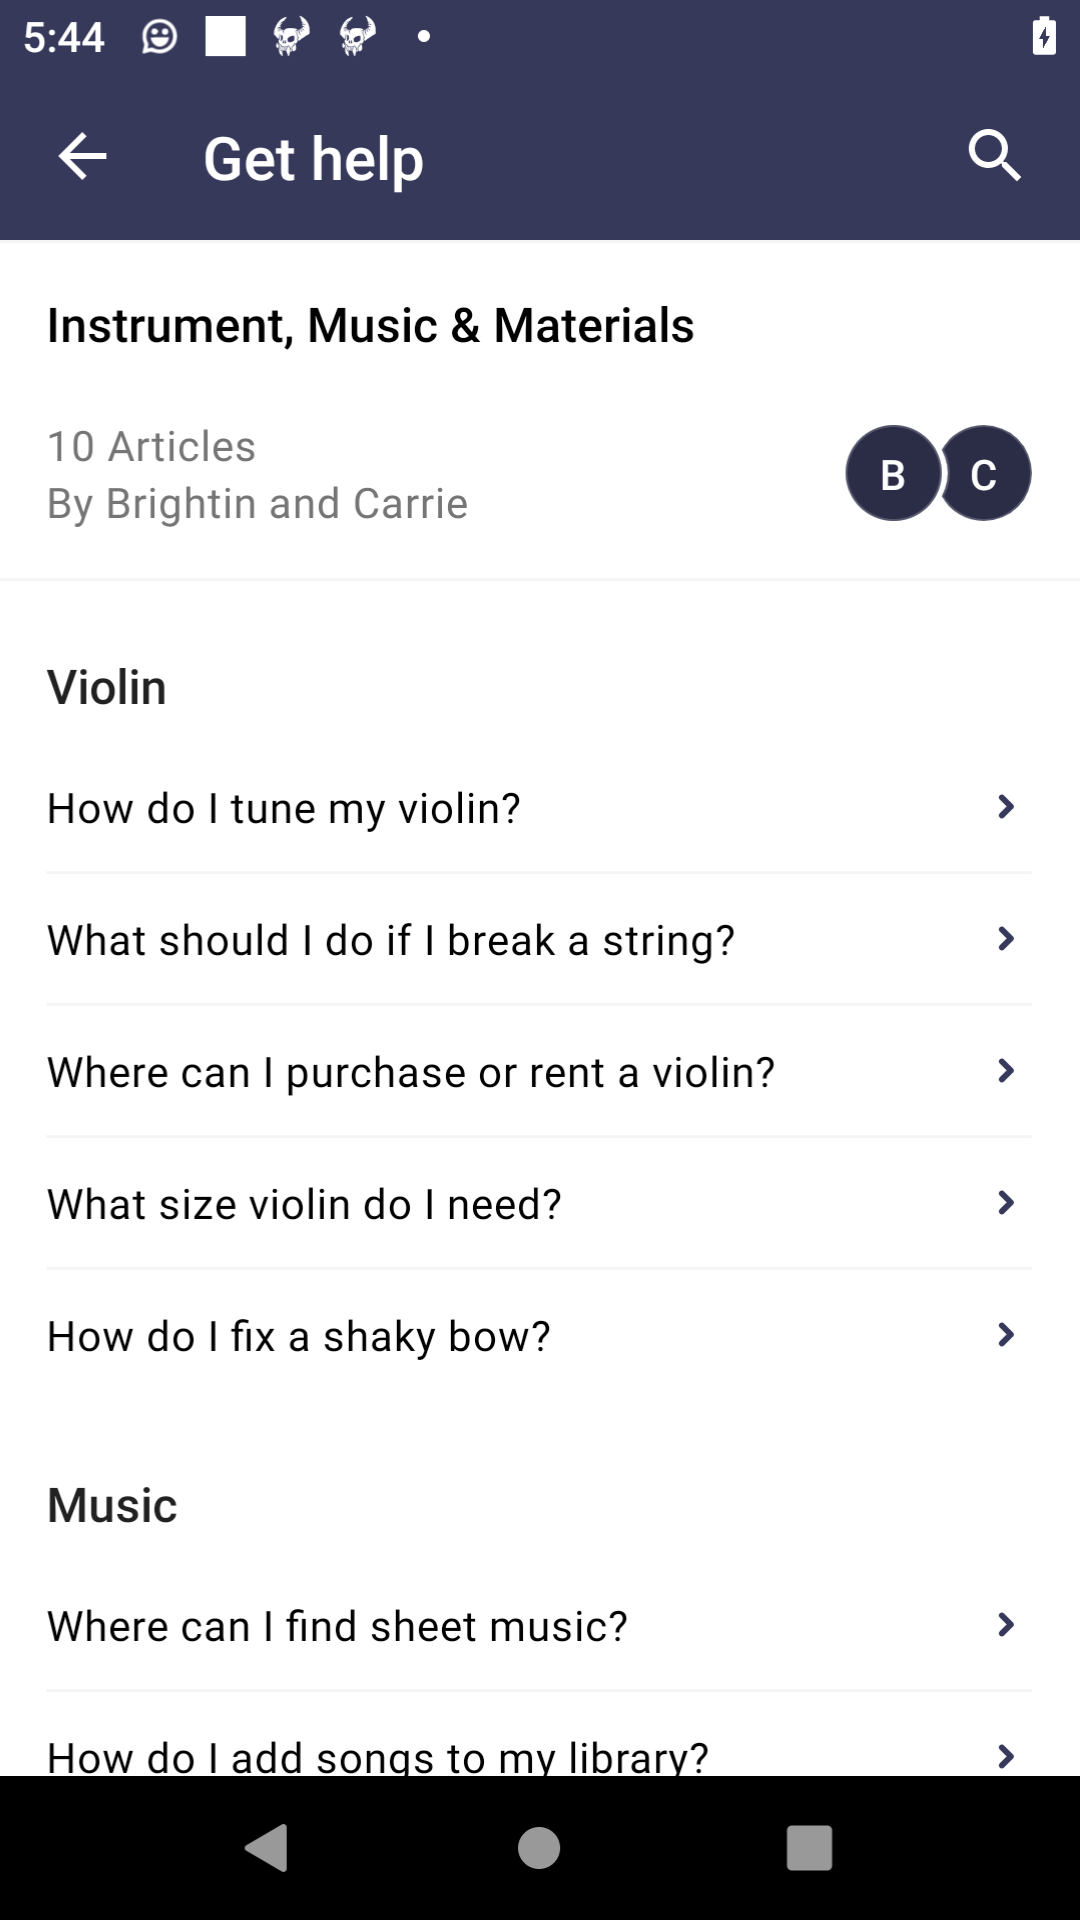 5:44
Get help
Instrument, Music & Materials
10 Articles
By Brightin and Carrie
B C
Violin
How do I tune my violin?
What should I do if I break a string?
Where can I purchase or rent a violin?
What size violin do I need?
How do I fix a shaky bow?
Music
Where can I find sheet music?
How do I add songs to my library?